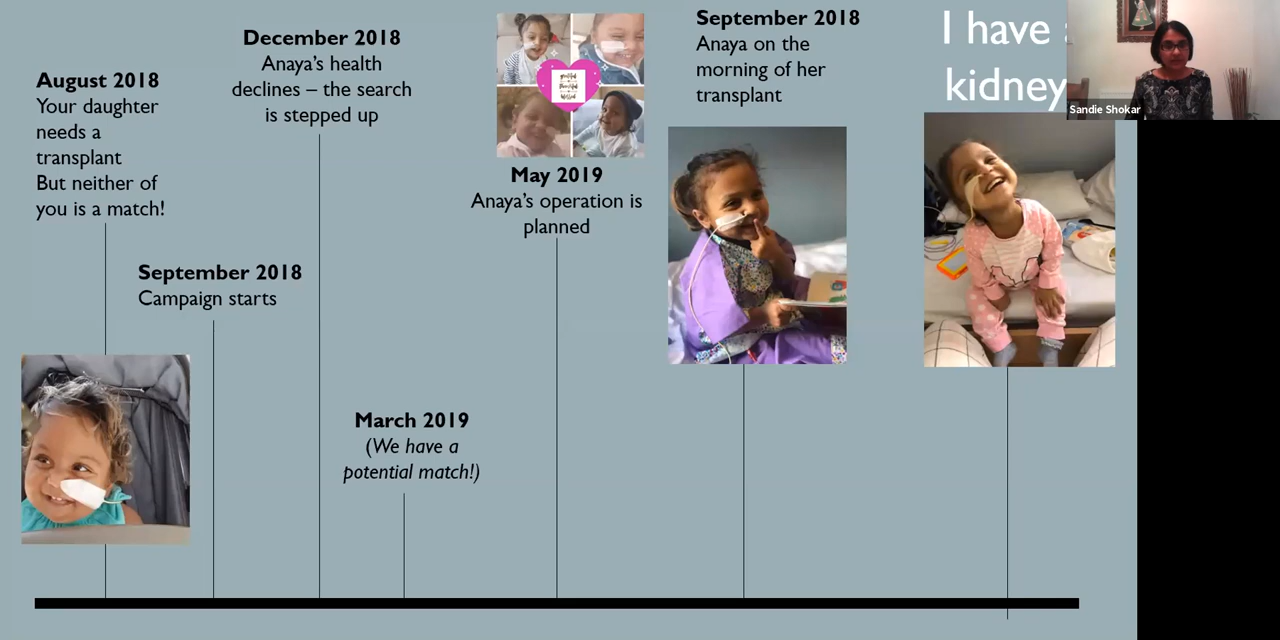 August 2018
Your daughter
needs a
transplant
But neither of
you is a match!
September 2018
Campaign starts
December 2018
Anaya's health
declines – the search
is stepped up
March 2019
(We have a
potential match!)
May 2019
Anaya's operation is
planned
September 2018
Anaya on the
morning of her
transplant
I have
kidney
Sandie Shokar